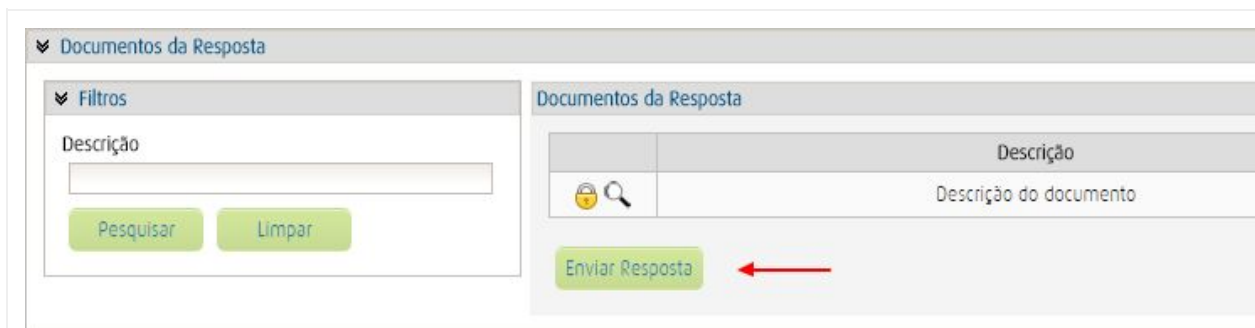 Documentos da Resposta
Filtros
Descrição
Pesquisar
Limpar
Documentos da Resposta
Descrição
Descrição do documento
Enviar Resposta